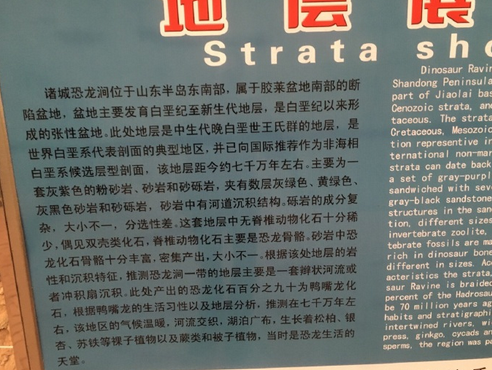 地层展
Strata sho
诸城恐龙涧位于山东半岛东南部，属于胶莱盆地南部的断
陷盆地，盆地主要发育白垩纪至新生代地层，是白垩纪以来形
成的张性盆地。此处地层是中生代晚白垩世王氏群的地层，是
世界白垩系代表剖面的典型地区，并已向国际推荐作为非海相
白垩系候选层型剖面，该地层距今约七千万年左右。主要为一
套灰紫色的粉砂岩、砂岩和砂砾岩，夹有数层灰绿色、黄绿色、
灰黑色砂岩和砂砾岩，砂岩中有河道沉积结构。砾岩的成分复
杂，大小不一，分选性差。这套地层中无脊椎动物化石十分稀
少，偶见双壳类化石，脊椎动物化石主要是恐龙骨骼。砂岩中恐
龙化石骨骼十分丰富，密集产出，大小不一。根据该处地层的岩
性和沉积特征，推测恐龙涧一带的地层主要是一套辫状河流或
者冲积扇沉积。此处产出的恐龙化石百分之九十为鸭嘴龙化
石，根据鸭嘴龙的生活习性以及地层分析，推测在七千万年左
右，该地区的气候温暖，河流交织，湖泊广布，生长着松柏、银
杏、苏铁等裸子植物以及蕨类和被子植物，当时是恐龙生活的
天堂。
Dinosaur Ravin
Shandong Peninsula
part of Jiaolai bas
Cenozoic strata, and
taceous. The strata
Cretaceous, Mesozoic
tion representive in
ternational non-mar
strata can date back
a set of gray-purpl
sandwiched with seve
gray-black sandstone
structures in the san
tion, different sizes
invertebrate zoolite,
tebrate fossils are ma
rich in dinosaur bone
different in sizes. Ac
acteristics the strata,
saur Ravine is braided
percent of the Hadrosau
be 70 million years ag
habits and stratigraphi
intertwined rivers, wi
press, ginkgo, cycads an
sperms, the region was pa